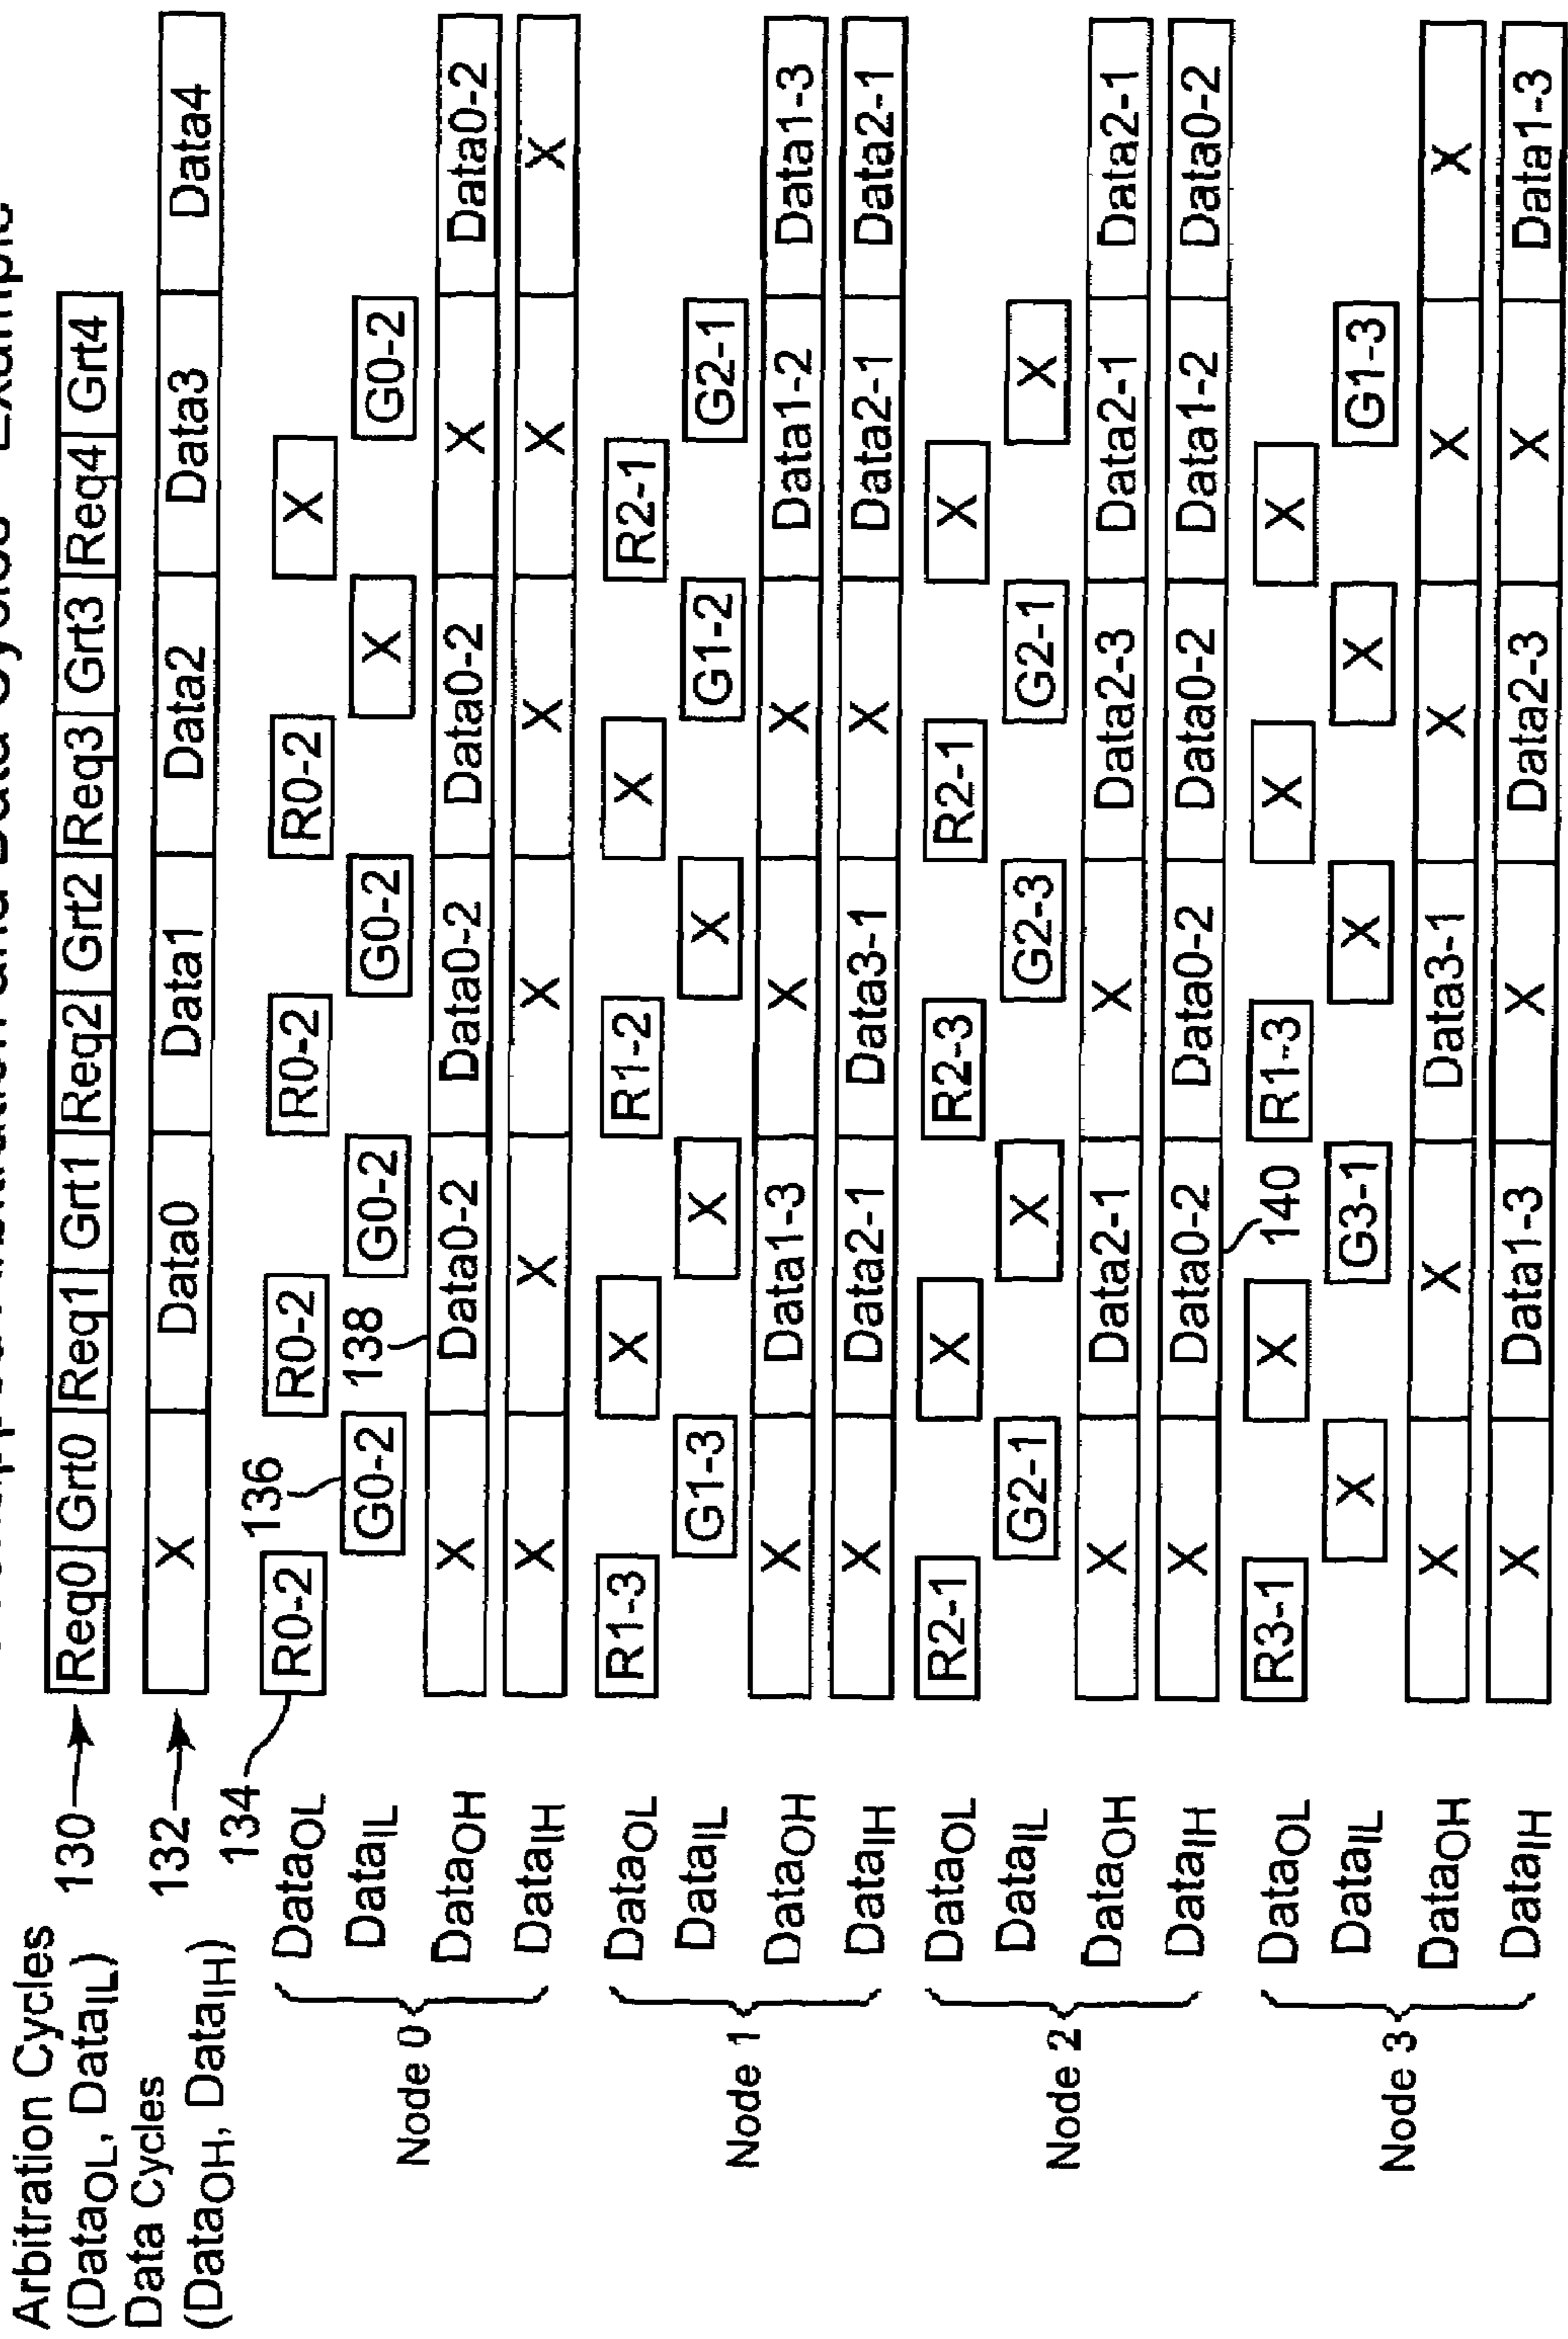 Overlapped Arbitration and Data Cycles - Example
Arbitration Cycles 130
(DataOL, DataIL)
Req0 Grt0 Req1 Grt1 Req2 Grt2 Req3 Grt3 Req4 Grt4
Data Cycles 132
(DataOH, DataIH)
X Data0 Data1 Data2 Data3 Data4
134 136 138
Node 0
DataOL R0-2 R0-2 R0-2 R0-2 X
DataIL G0-2 G0-2 G0-2 X G0-2
DataOH X Data0-2 Data0-2 Data0-2 X Data0-2
DataIH X X X X X X
Node 1
DataOL R1-3 X R1-2 X R2-1
DataIL G1-3 X X G1-2 G2-1
DataOH X Data1-3 X X Data1-2 Data1-3
DataIH X Data2-1 Data3-1 X Data2-1 Data2-1
Node 2
DataOL R2-1 X R2-3 R2-1 X
DataIL G2-1 X G2-3 G2-1 X
DataOH X Data2-1 X Data2-3 Data2-1 Data2-1
DataIH X Data0-2 Data0-2 Data0-2 Data1-2 Data0-2
140
Node 3
DataOL R3-1 X R1-3 X X
DataIL X G3-1 X X G1-3
DataOH X X Data3-1 X X X
DataIH X Data1-3 X Data2-3 X Data1-3